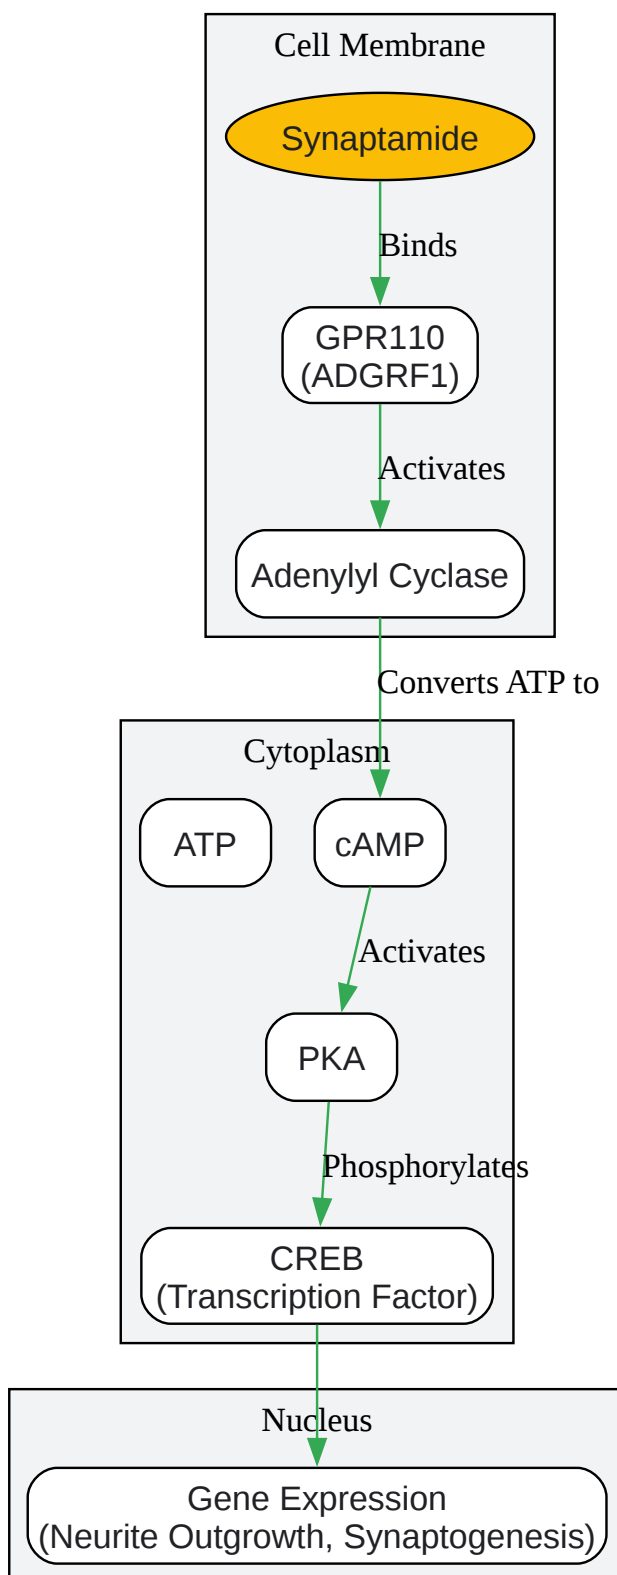 Cell Membrane
Synaptamide
Binds
GPR110
(ADGRF1)
Activates
Adenylyl Cyclase
Converts ATP to
Cytoplasm
ATP
cAMP
Activates
PKA
Phosphorylates
CREB
(Transcription Factor)
Nucleus
Gene Expression
(Neurite Outgrowth, Synaptogenesis)